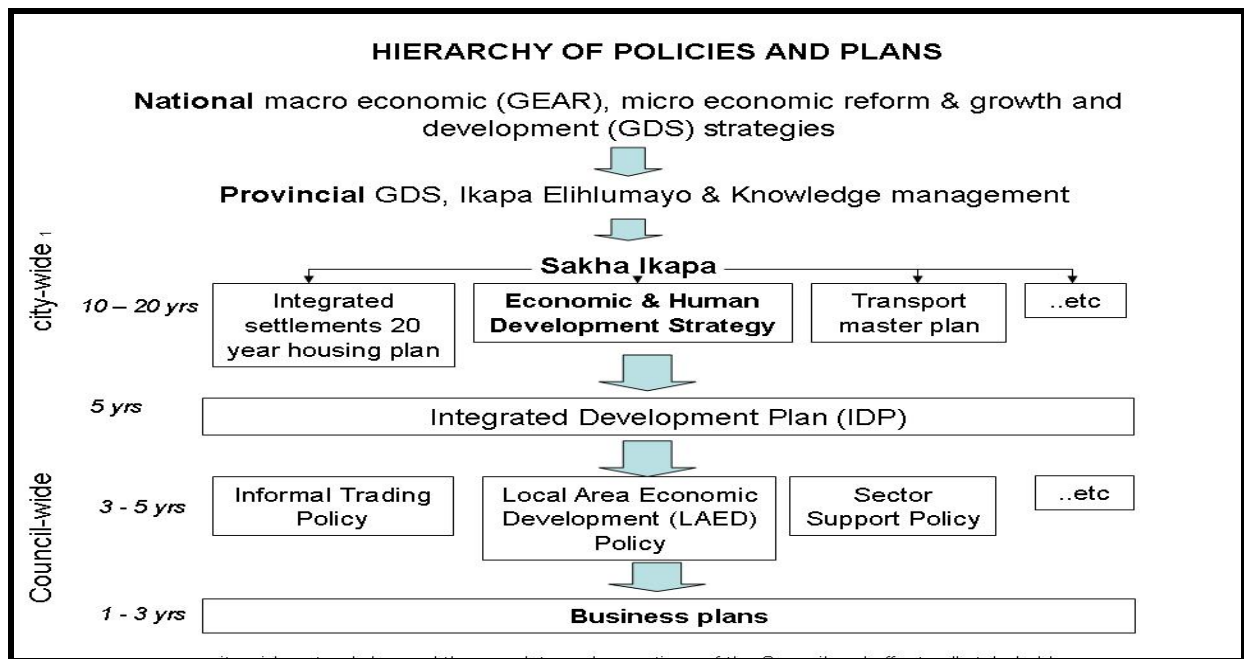 HIERARCHY OF POLICIES AND PLANS
National macro economic (GEAR), micro economic reform & growth and
development (GDS) strategies
Provincial GDS, Ikapa Elihlumayo & Knowledge management
city-wide 1
Sakha Ikapa
10 – 20 yrs
Integrated
settlements 20
year housing plan
Economic & Human
Development Strategy
Transport
master plan
..etc
5 yrs
Integrated Development Plan (IDP)
Council-wide
3 - 5 yrs
Informal Trading
Policy
Local Area Economic
Development (LAED)
Policy
Sector
Support Policy
..etc
1 - 3 yrs
Business plans